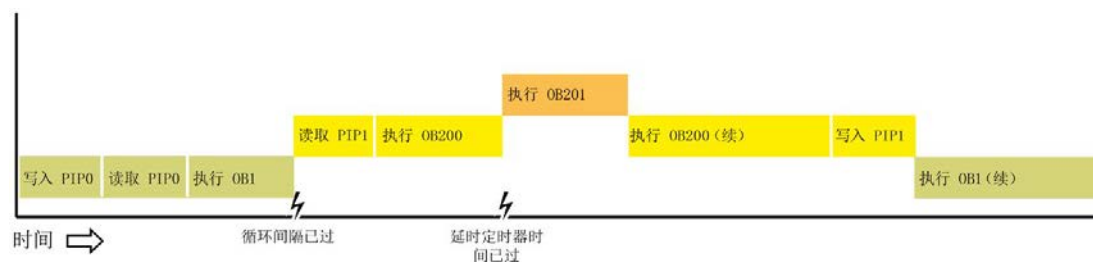 执行 OB201
读取 PIP1
执行 OB200
执行 OB200(续)
写入 PIP1
写入 PIP0
读取 PIP0
执行 OB1
执行 OB1(续)
时间
循环间隔已过
延时定时器时
间已过